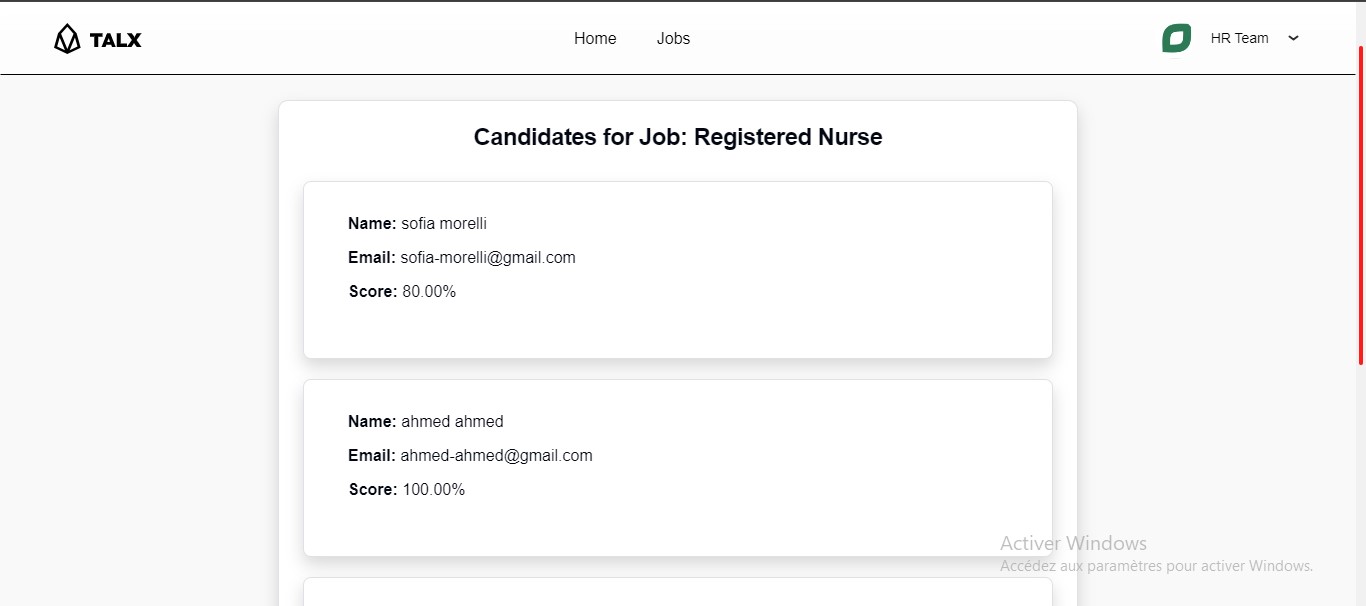 TALX
Home
Jobs
HR Team
Candidates for Job: Registered Nurse
Name: sofia morelli
Email: sofia-morelli@gmail.com
Score: 80.00%
Name: ahmed ahmed
Email: ahmed-ahmed@gmail.com
Score: 100.00%
Activer Windows
Accédez aux paramètres pour activer Windows.